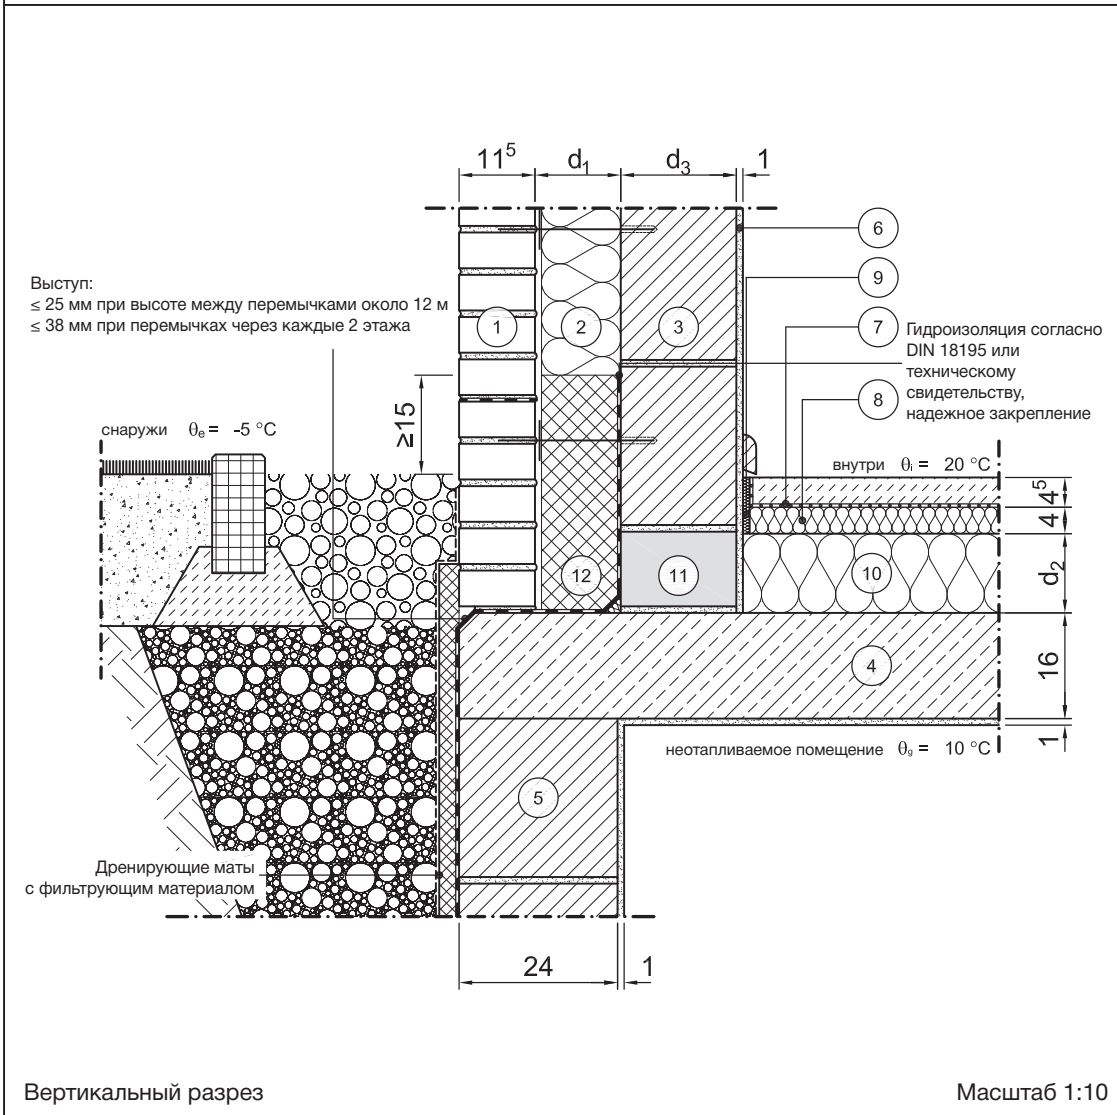 11⁵ d₁ d₃ 1
6
9
Выступ:
≤ 25 мм при высоте между перемычками около 12 м
≤ 38 мм при перемычках через каждые 2 этажа
1 2 3
7
Гидроизоляция согласно
DIN 18195 или
техническому
свидетельству,
надежное закрепление
8
≥15
снаружи θe = -5 °C
внутри θi = 20 °C
4⁵
4
d₂
12 11 10
4
16
1
неотапливаемое помещение θg = 10 °C
5
Дренирующие маты
с фильтрующим материалом
24 1
Вертикальный разрез
Масштаб 1:10